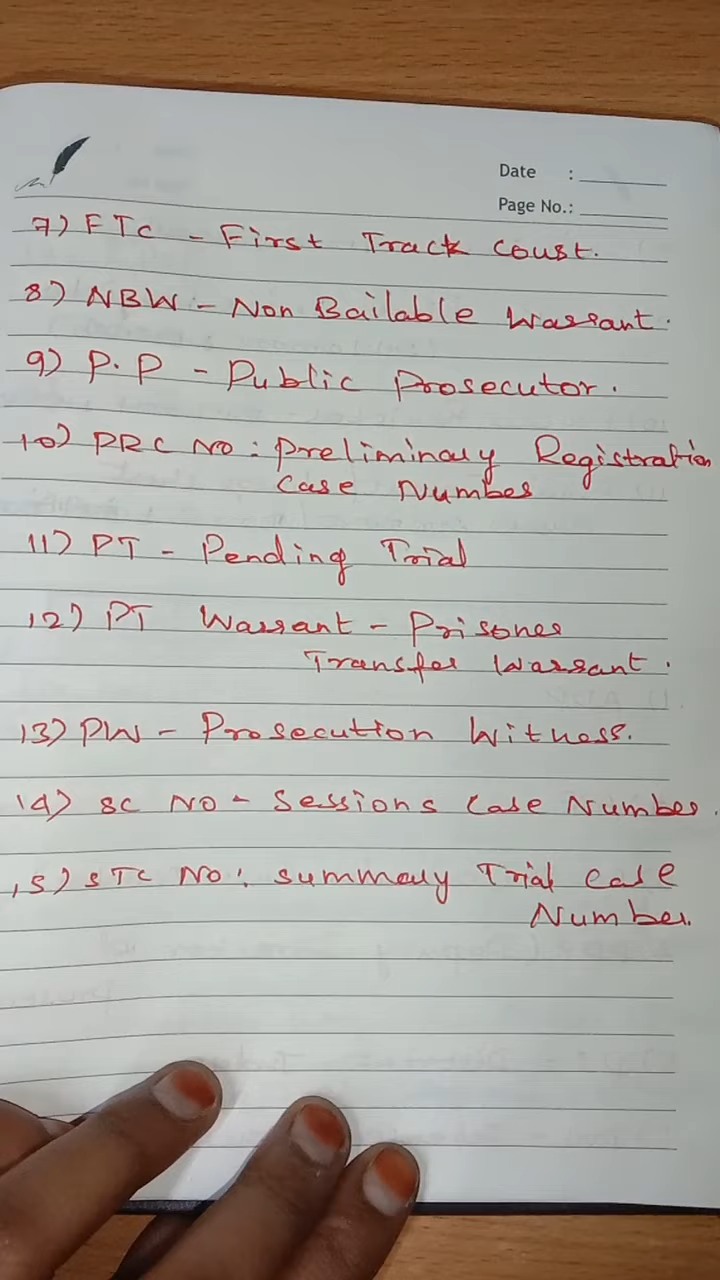 Date :
Page No.:
7) FTC - First Track Court.
8) NBW - Non Bailable Warrant.
9) P.P - Public Prosecutor.
10) PRC No: Preliminary Registration
Case Number
11) PT - Pending Trial
12) PT Warrant - Prisoner
Transfer Warrant.
13) PW - Prosecution Witness.
14) SC No - Sessions Case Number.
15) STC No: Summary Trial Case
Number.